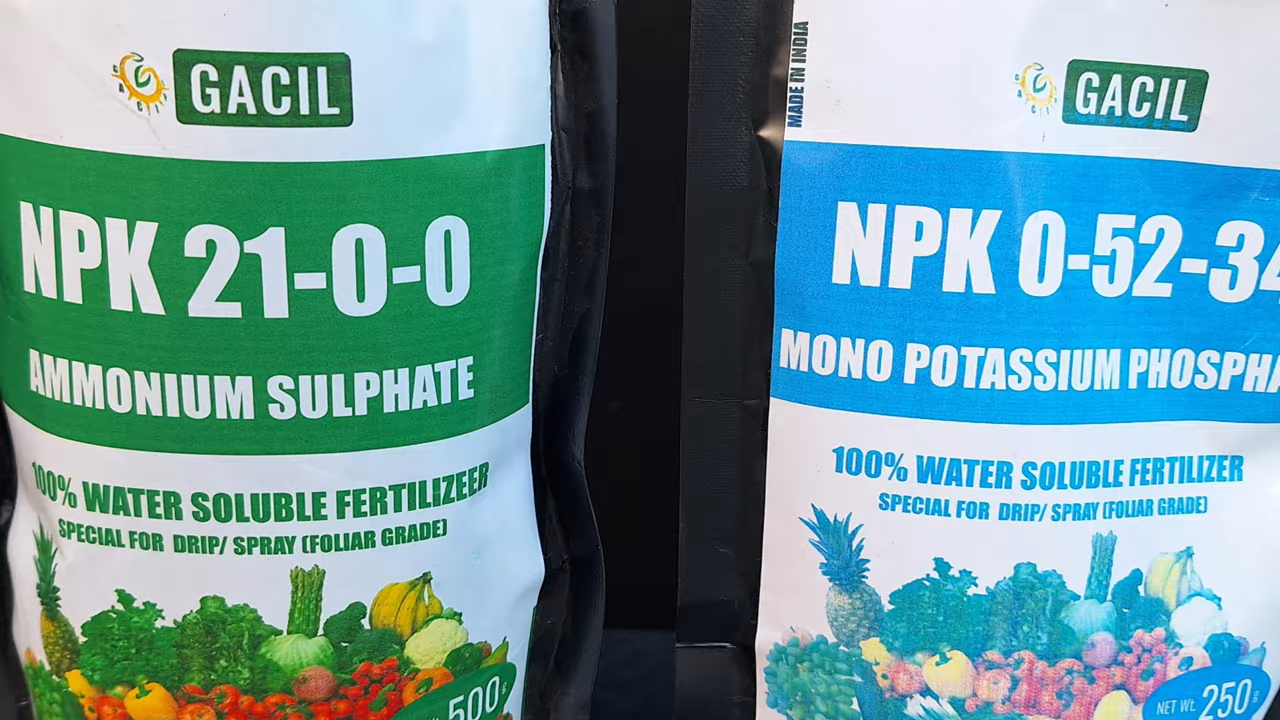 GACIL
NPK 21-0-0
AMMONIUM SULPHATE
100% WATER SOLUBLE FERTILIZEER
SPECIAL FOR DRIP/ SPRAY (FOLIAR GRADE)
500g
MADE IN INDIA
GACIL
NPK 0-52-34
MONO POTASSIUM PHOSPHA
100% WATER SOLUBLE FERTILIZER
SPECIAL FOR DRIP/ SPRAY (FOLIAR GRADE)
NET Wt. 250